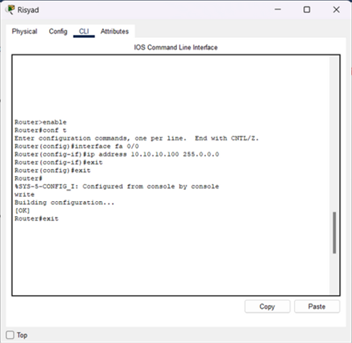 Risyad
Physical Config CLI Attributes
IOS Command Line Interface
Router>enable
Router#conf t
Enter configuration commands, one per line. End with CNTL/Z.
Router(config)#interface fa 0/0
Router(config-if)#ip address 10.10.10.100 255.0.0.0
Router(config-if)#exit
Router(config)#exit
Router#
%SYS-5-CONFIG_I: Configured from console by console
write
Building configuration...
[OK]
Router#exit
Copy Paste
Top